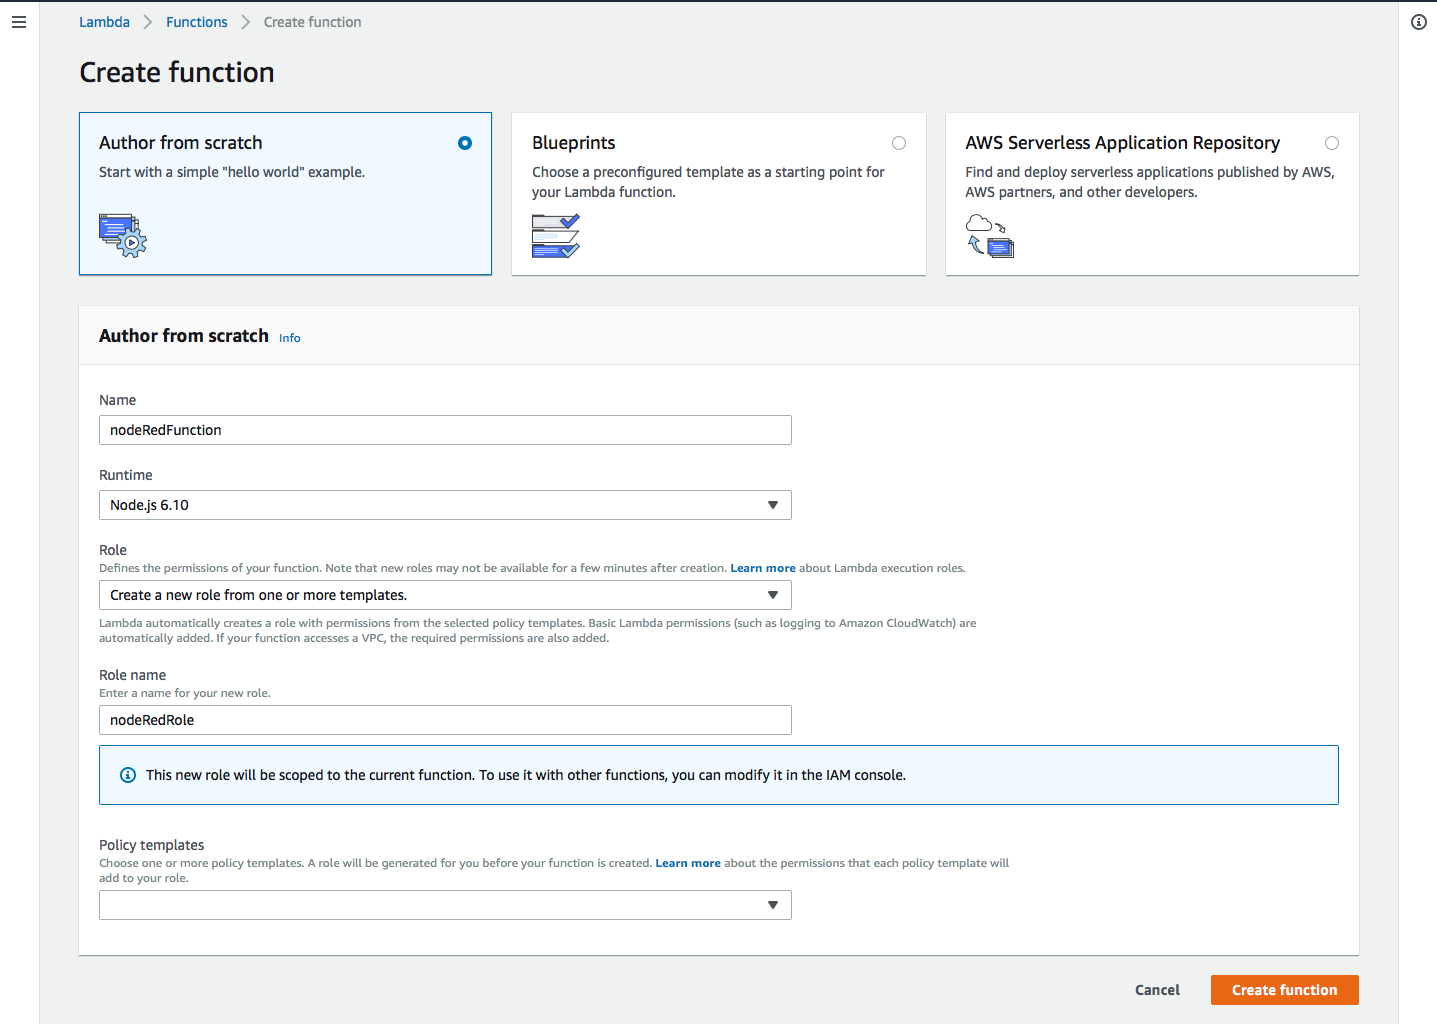 Lambda > Functions > Create function
Create function
Author from scratch
Start with a simple "hello world" example.
Blueprints
Choose a preconfigured template as a starting point for
your Lambda function.
AWS Serverless Application Repository
Find and deploy serverless applications published by AWS,
AWS partners, and other developers.
Author from scratch Info
Name
nodeRedFunction
Runtime
Node.js 6.10
Role
Defines the permissions of your function. Note that new roles may not be available for a few minutes after creation. Learn more about Lambda execution roles.
Create a new role from one or more templates.
Lambda automatically creates a role with permissions from the selected policy templates. Basic Lambda permissions (such as logging to Amazon CloudWatch) are
automatically added. If your function accesses a VPC, the required permissions are also added.
Role name
Enter a name for your new role.
nodeRedRole
This new role will be scoped to the current function. To use it with other functions, you can modify it in the IAM console.
Policy templates
Choose one or more policy templates. A role will be generated for you before your function is created. Learn more about the permissions that each policy template will
add to your role.
Cancel Create function